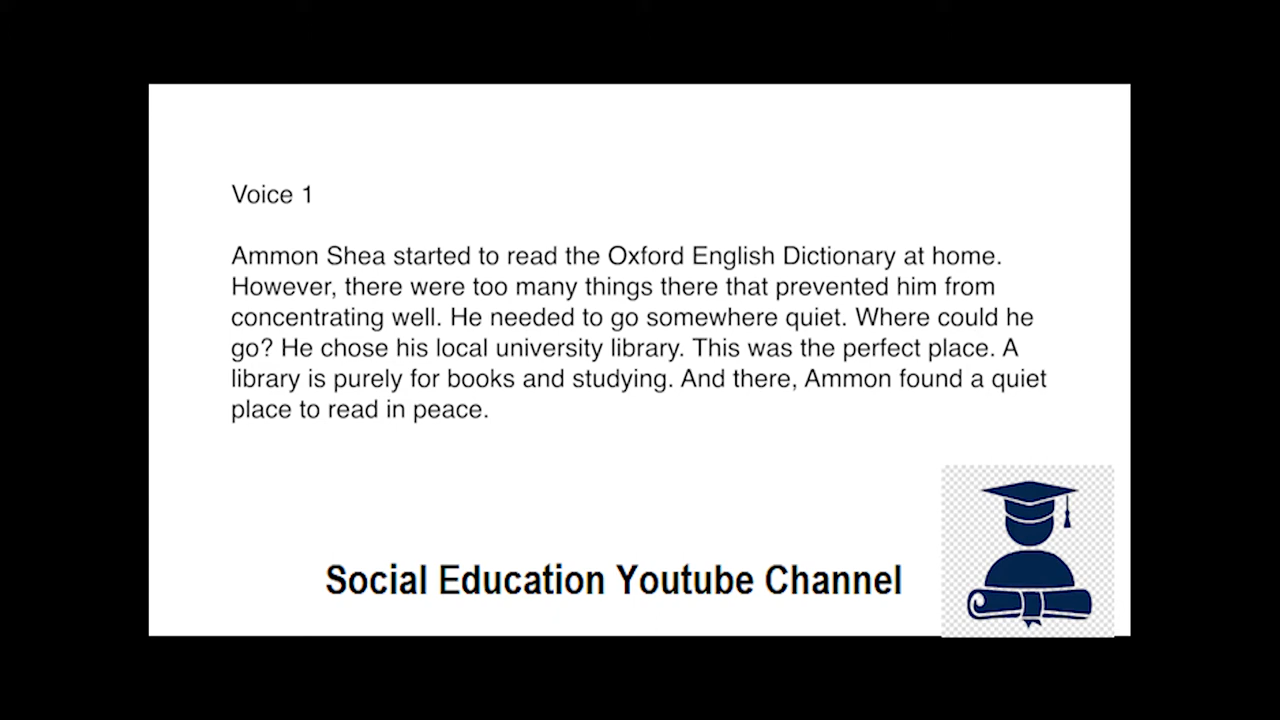 Voice 1
Ammon Shea started to read the Oxford English Dictionary at home.
However, there were too many things there that prevented him from
concentrating well. He needed to go somewhere quiet. Where could he
go? He chose his local university library. This was the perfect place. A
library is purely for books and studying. And there, Ammon found a quiet
place to read in peace.
Social Education Youtube Channel